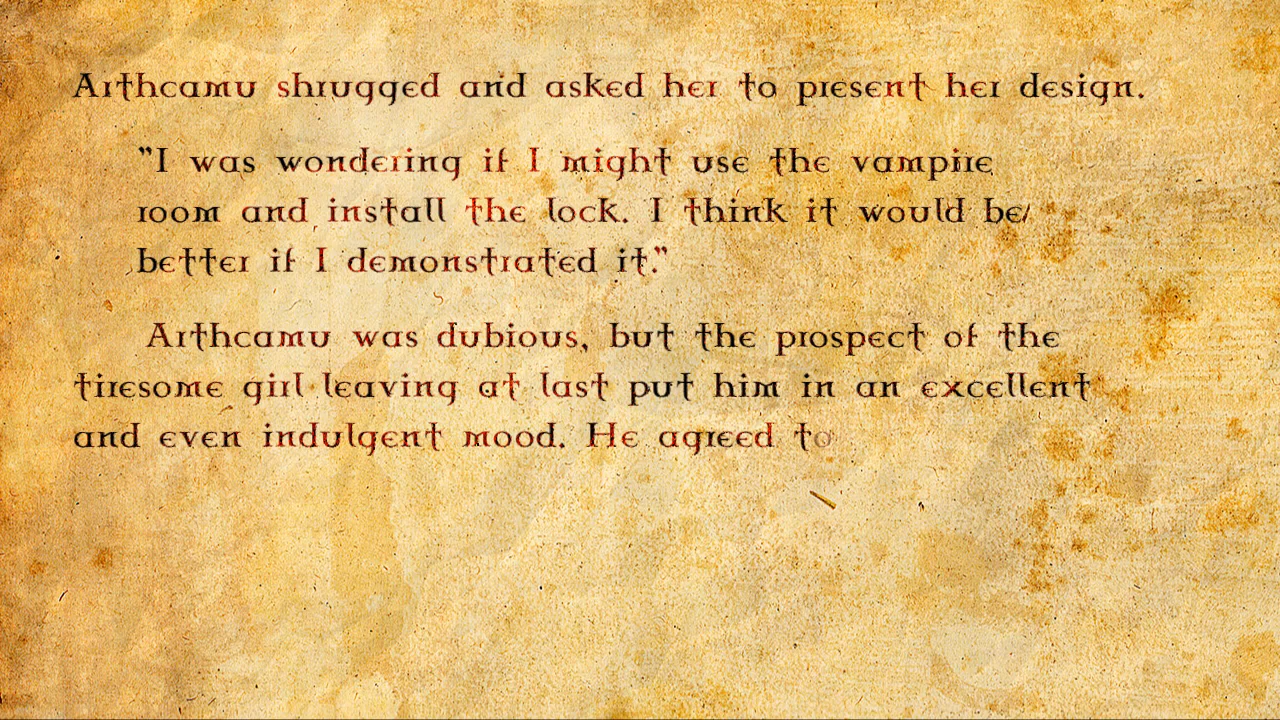 Arthcamu shrugged and asked her to present her design.
"I was wondering if I might use the vampire
room and install the lock. I think it would be
better if I demonstrated it."
Arthcamu was dubious, but the prospect of the
tiresome girl leaving at last put him in an excellent
and even indulgent mood. He agreed to